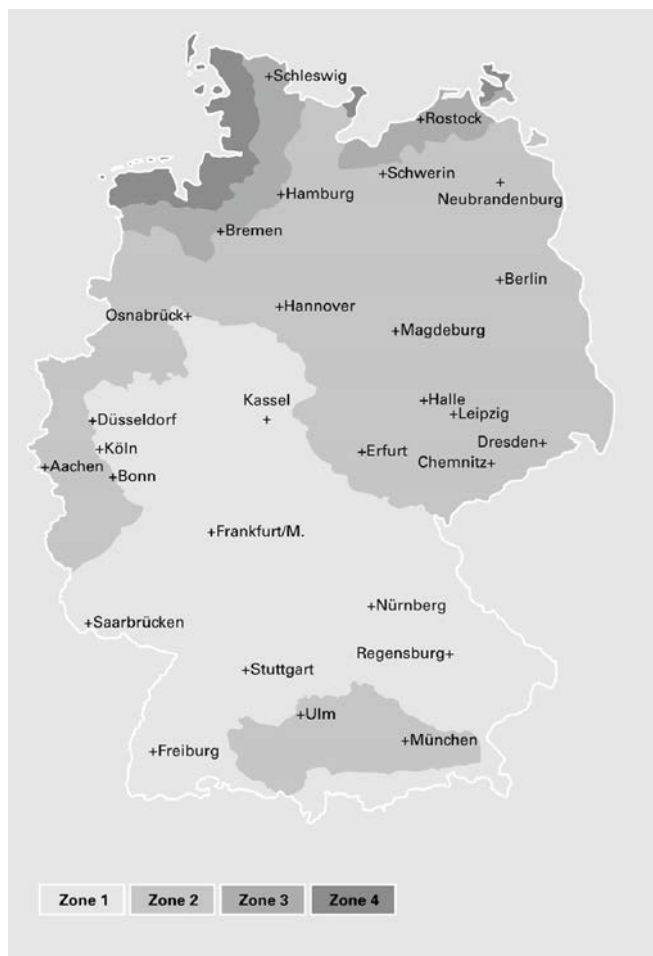 +Schleswig
+Rostock
+Schwerin
+
Neubrandenburg
+Hamburg
+Bremen
+Berlin
+Hannover
Osnabrück+
+Magdeburg
Kassel
+
+Halle
+Leipzig
+Düsseldorf
Dresden+
+Köln
+Erfurt
Chemnitz+
+Aachen
+Bonn
+Frankfurt/M.
+Nürnberg
+Saarbrücken
Regensburg+
+Stuttgart
+Ulm
+München
+Freiburg
Zone 1 Zone 2 Zone 3 Zone 4